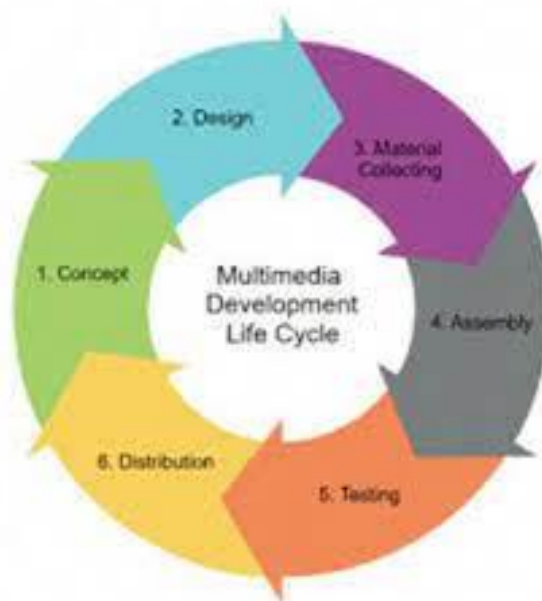 2. Design
3. Material
Collecting
1. Concept
Multimedia
Development
Life Cycle
4. Assembly
6. Distribution
5. Testing